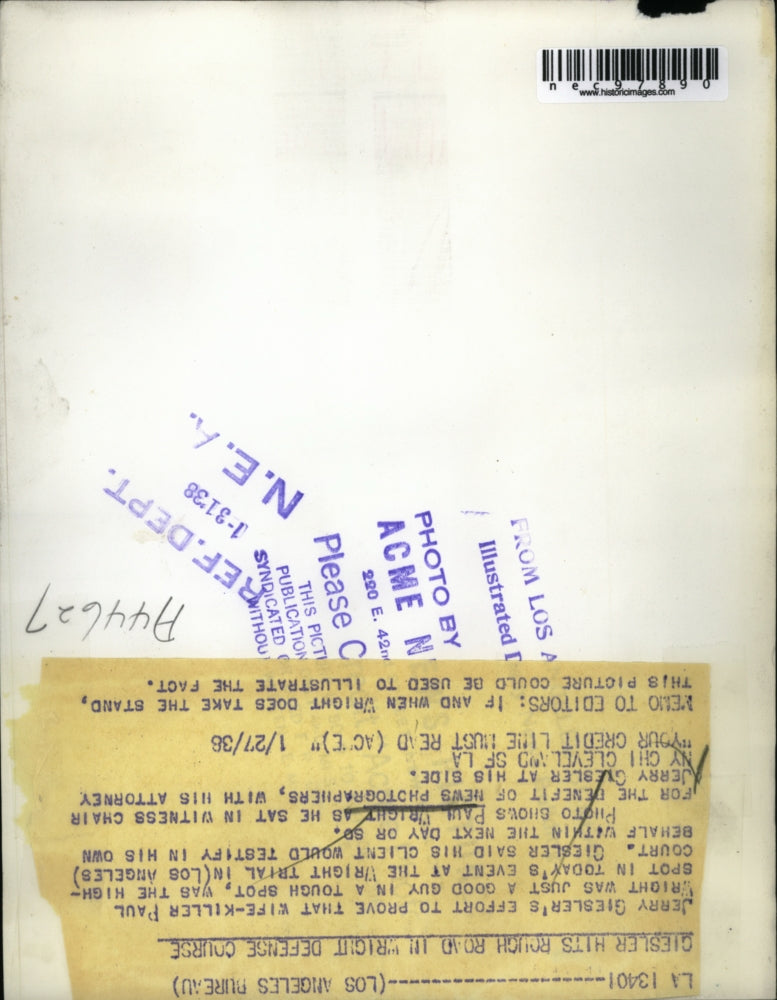 nec97890
www.historicimages.com
N.E.A.
REF. DEPT.
1-3138
FROM LOS A
Illustrated D
PHOTO BY
ACME N
220 E. 42n
Please C
THIS PICT
PUBLICATION
SYNDICATED
WITHOU
A44627
LA 13401--------------------(LOS ANGELES BUREAU)
GIESLER HITS ROUGH ROAD IN WRIGHT DEFENSE COURSE
JERRY GIESLER'S EFFORT TO PROVE THAT WIFE-KILLER PAUL
WRIGHT WAS JUST A GOOD GUY IN A TOUGH SPOT, WAS THE HIGH-
SPOT IN TODAY'S EVENT AT THE WRIGHT TRIAL IN (LOS ANGELES)
COURT. GIESLER SAID HIS CLIENT WOULD TESTIFY IN HIS OWN
BEHALF WITHIN THE NEXT DAY OR SO.
PHOTO SHOWS PAUL WRIGHT AS HE SAT IN WITNESS CHAIR
FOR THE BENEFIT OF NEWS PHOTOGRAPHERS, WITH HIS ATTORNEY
JERRY GIESLER AT HIS SIDE.
NY CHI CLEVELAND SF LA
"YOUR CREDIT LINE MUST READ (ACME)" 1/27/38
MEMO TO EDITORS: IF AND WHEN WRIGHT DOES TAKE THE STAND,
THIS PICTURE COULD BE USED TO ILLUSTRATE THE FACT.